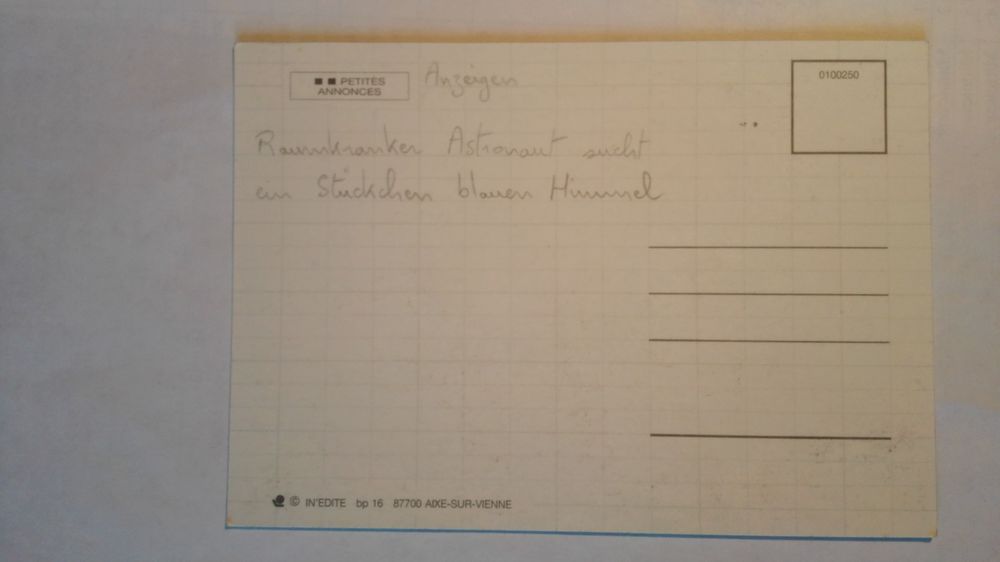 ■ ■ PETITES
ANNONCES
Anzeigen
0100250
Raumkranker Astronaut sucht
ein Stückchen blauen Himmel
© IN'EDITE bp 16 87700 AIXE-SUR-VIENNE